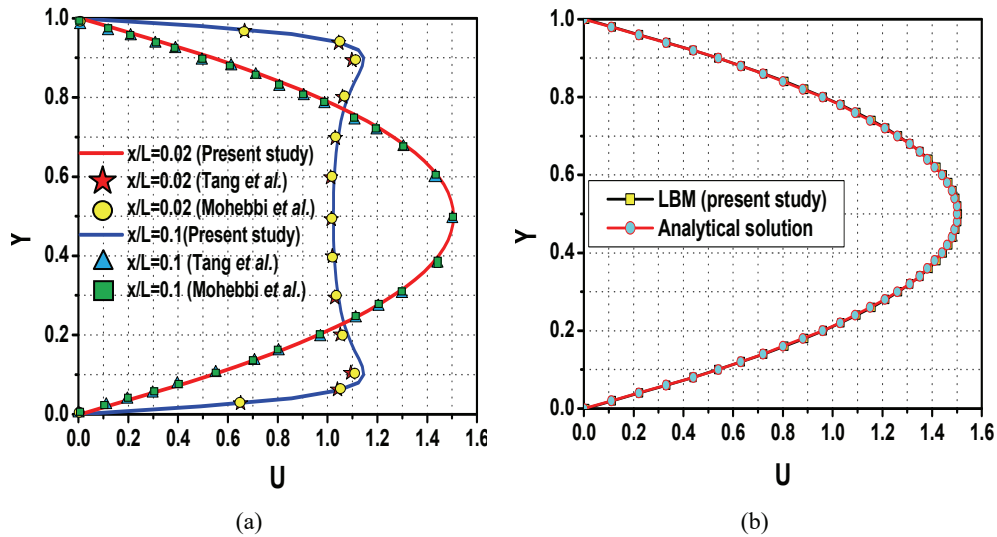 1.0
0.8
0.6
0.4
0.2
0.0
Y
x/L=0.02 (Present study)
x/L=0.02 (Tang et al.)
x/L=0.02 (Mohebbi et al.)
x/L=0.1(Present study)
x/L=0.1 (Tang et al.)
x/L=0.1 (Mohebbi et al.)
0.0 0.2 0.4 0.6 0.8 1.0 1.2 1.4 1.6
U
(a)
1.0
0.8
0.6
0.4
0.2
0.0
Y
LBM (present study)
Analytical solution
0.0 0.2 0.4 0.6 0.8 1.0 1.2 1.4 1.6
U
(b)